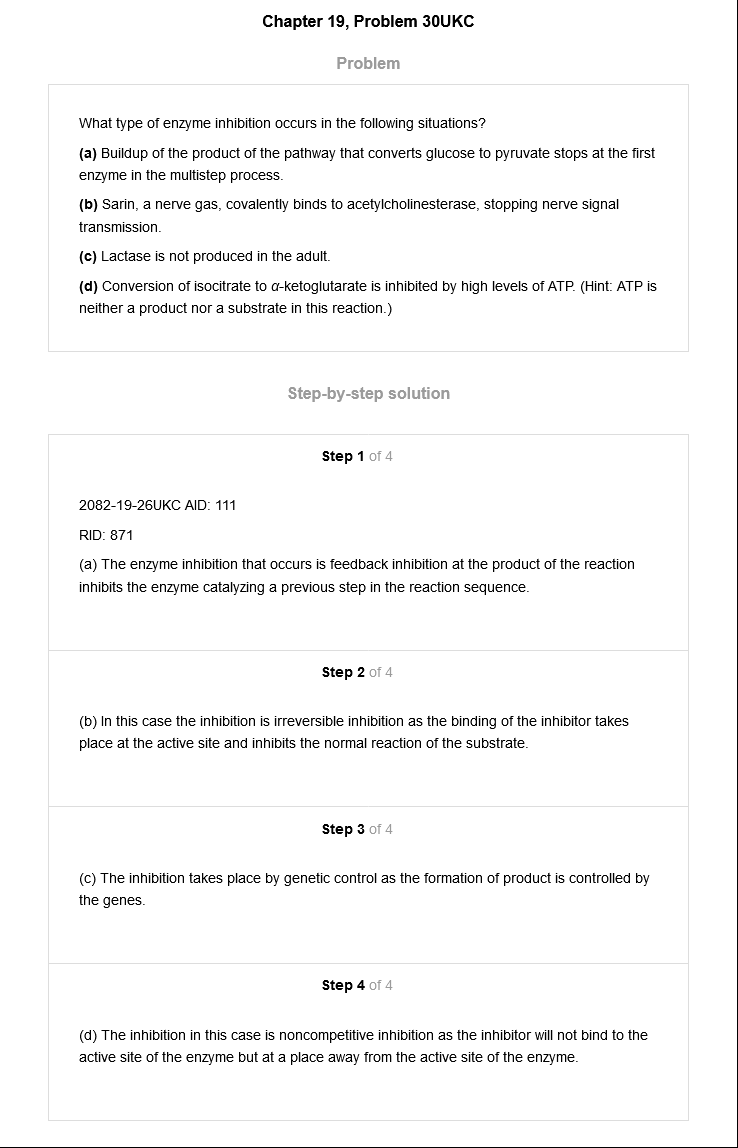 Chapter 19, Problem 30UKC
Problem
What type of enzyme inhibition occurs in the following situations?
(a) Buildup of the product of the pathway that converts glucose to pyruvate stops at the first
enzyme in the multistep process.
(b) Sarin, a nerve gas, covalently binds to acetylcholinesterase, stopping nerve signal
transmission.
(c) Lactase is not produced in the adult.
(d) Conversion of isocitrate to α-ketoglutarate is inhibited by high levels of ATP. (Hint: ATP is
neither a product nor a substrate in this reaction.)
Step-by-step solution
Step 1 of 4
2082-19-26UKC AID: 111
RID: 871
(a) The enzyme inhibition that occurs is feedback inhibition at the product of the reaction
inhibits the enzyme catalyzing a previous step in the reaction sequence.
Step 2 of 4
(b) In this case the inhibition is irreversible inhibition as the binding of the inhibitor takes
place at the active site and inhibits the normal reaction of the substrate.
Step 3 of 4
(c) The inhibition takes place by genetic control as the formation of product is controlled by
the genes.
Step 4 of 4
(d) The inhibition in this case is noncompetitive inhibition as the inhibitor will not bind to the
active site of the enzyme but at a place away from the active site of the enzyme.